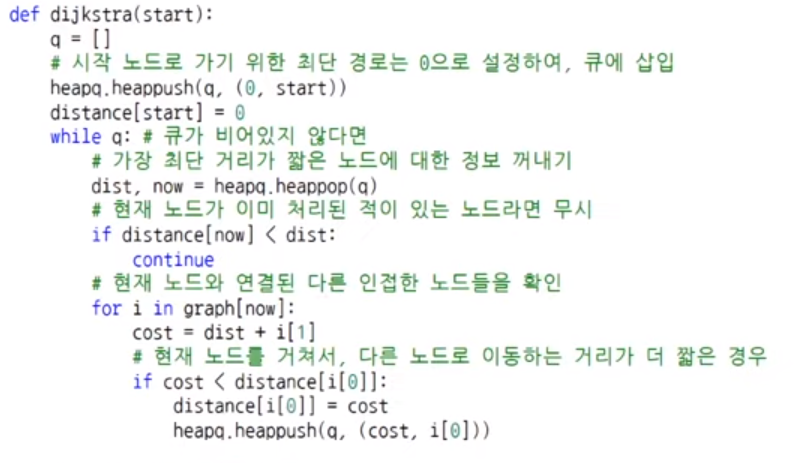 def dijkstra(start):
    q = []
    # 시작 노드로 가기 위한 최단 경로는 0으로 설정하여, 큐에 삽입
    heapq.heappush(q, (0, start))
    distance[start] = 0
    while q: # 큐가 비어있지 않다면
        # 가장 최단 거리가 짧은 노드에 대한 정보 꺼내기
        dist, now = heapq.heappop(q)
        # 현재 노드가 이미 처리된 적이 있는 노드라면 무시
        if distance[now] < dist:
            continue
        # 현재 노드와 연결된 다른 인접한 노드들을 확인
        for i in graph[now]:
            cost = dist + i[1]
            # 현재 노드를 거쳐서, 다른 노드로 이동하는 거리가 더 짧은 경우
            if cost < distance[i[0]]:
                distance[i[0]] = cost
                heapq.heappush(q, (cost, i[0]))